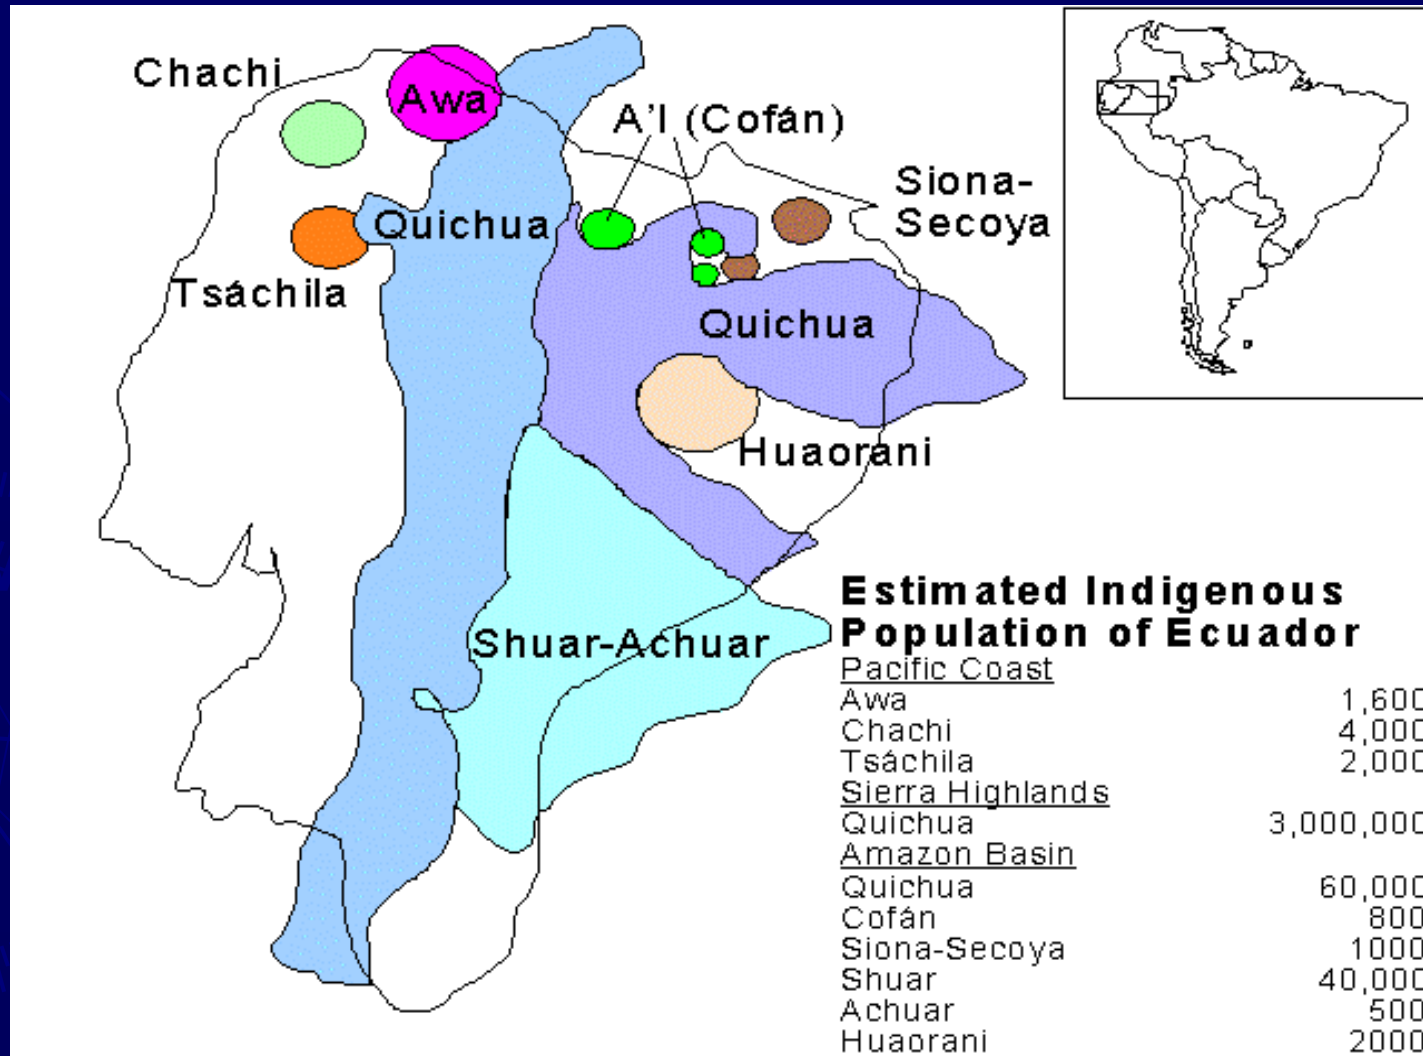 Chachi
Awa
A'I (Cofán)
Siona-
Secoya
Quichua
Tsáchila
Quichua
Huaorani
Shuar-Achuar
Estimated Indigenous
Population of Ecuador
Pacific Coast
Awa 1,600
Chachi 4,000
Tsáchila 2,000
Sierra Highlands
Quichua 3,000,000
Amazon Basin
Quichua 60,000
Cofán 800
Siona-Secoya 1000
Shuar 40,000
Achuar 500
Huaorani 2000